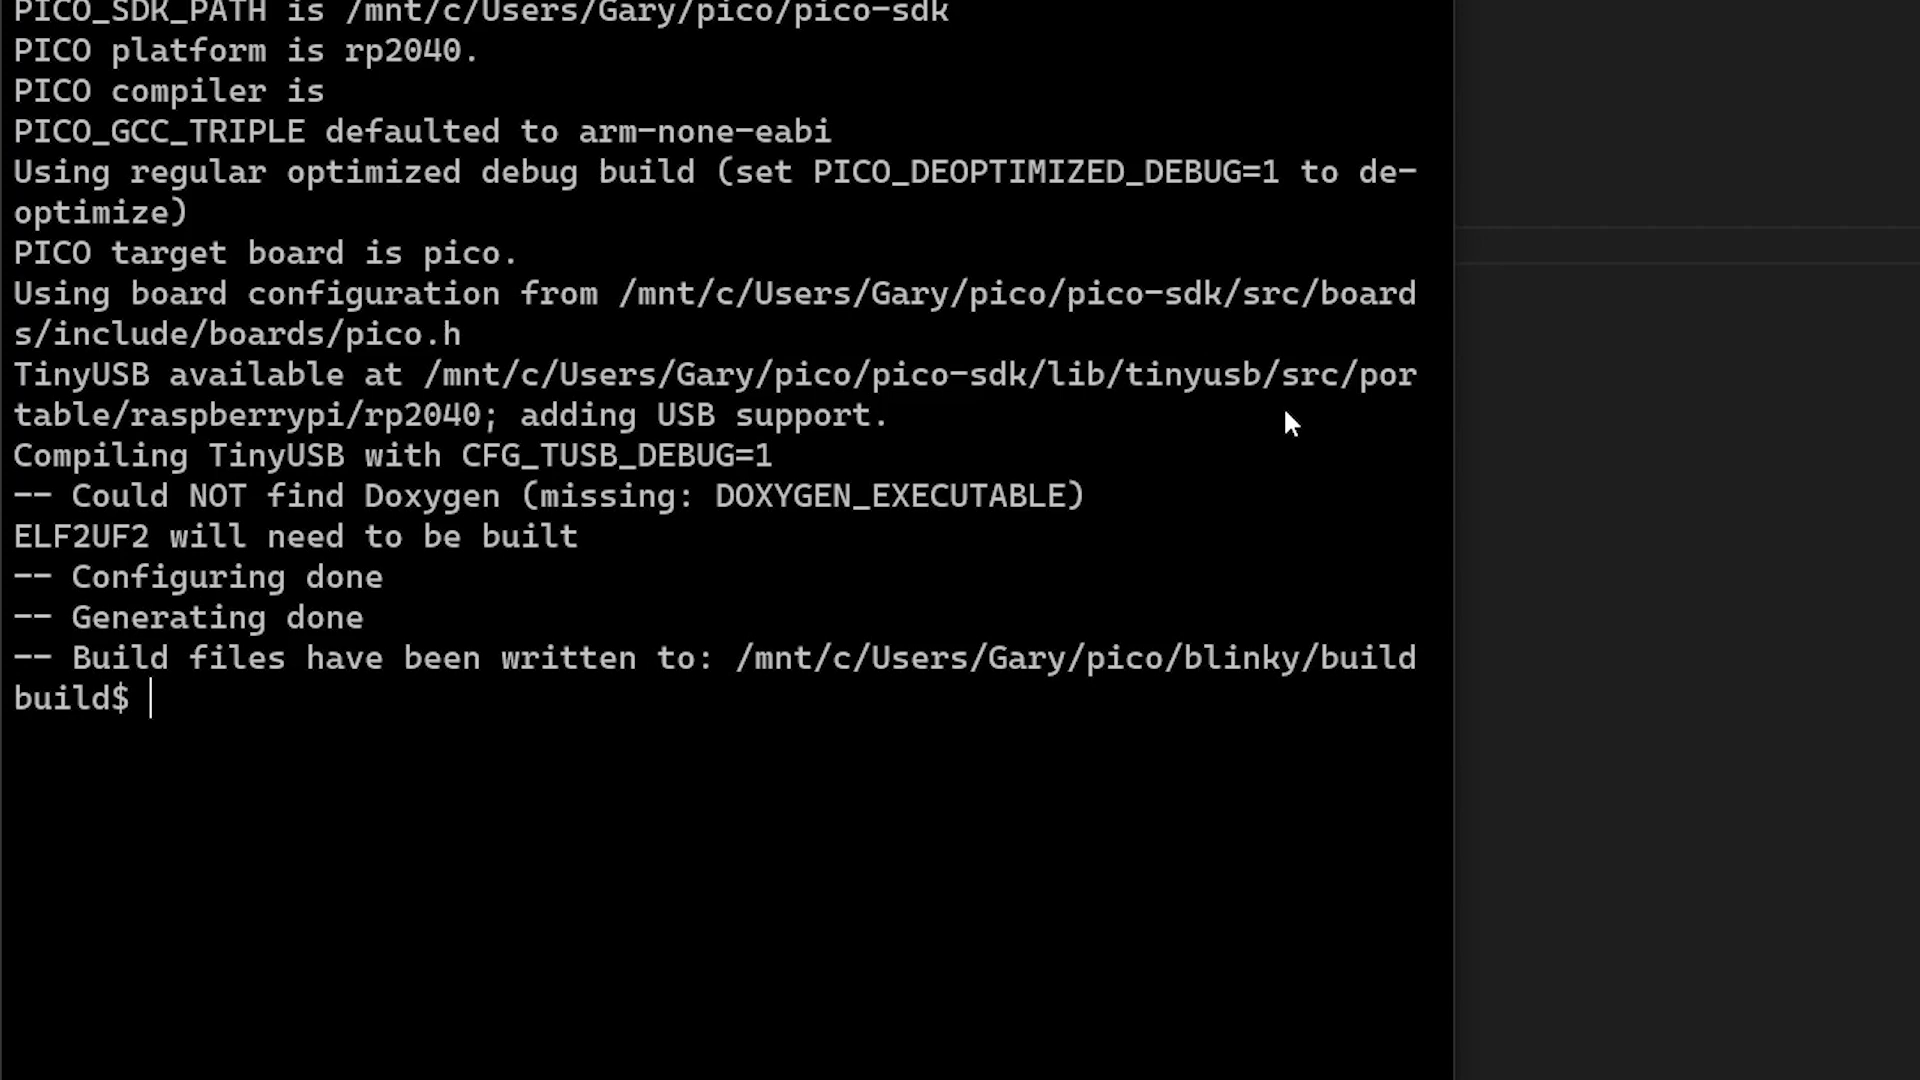 PICO_SDK_PATH is /mnt/c/Users/Gary/pico/pico-sdk
PICO platform is rp2040.
PICO compiler is
PICO_GCC_TRIPLE defaulted to arm-none-eabi
Using regular optimized debug build (set PICO_DEOPTIMIZED_DEBUG=1 to de-
optimize)
PICO target board is pico.
Using board configuration from /mnt/c/Users/Gary/pico/pico-sdk/src/board
s/include/boards/pico.h
TinyUSB available at /mnt/c/Users/Gary/pico/pico-sdk/lib/tinyusb/src/por
table/raspberrypi/rp2040; adding USB support.
Compiling TinyUSB with CFG_TUSB_DEBUG=1
-- Could NOT find Doxygen (missing: DOXYGEN_EXECUTABLE)
ELF2UF2 will need to be built
-- Configuring done
-- Generating done
-- Build files have been written to: /mnt/c/Users/Gary/pico/blinky/build
build$